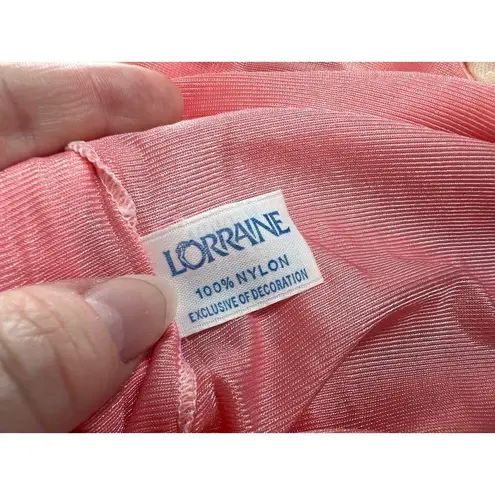 LORRAINE
100% NYLON
EXCLUSIVE OF DECORATION